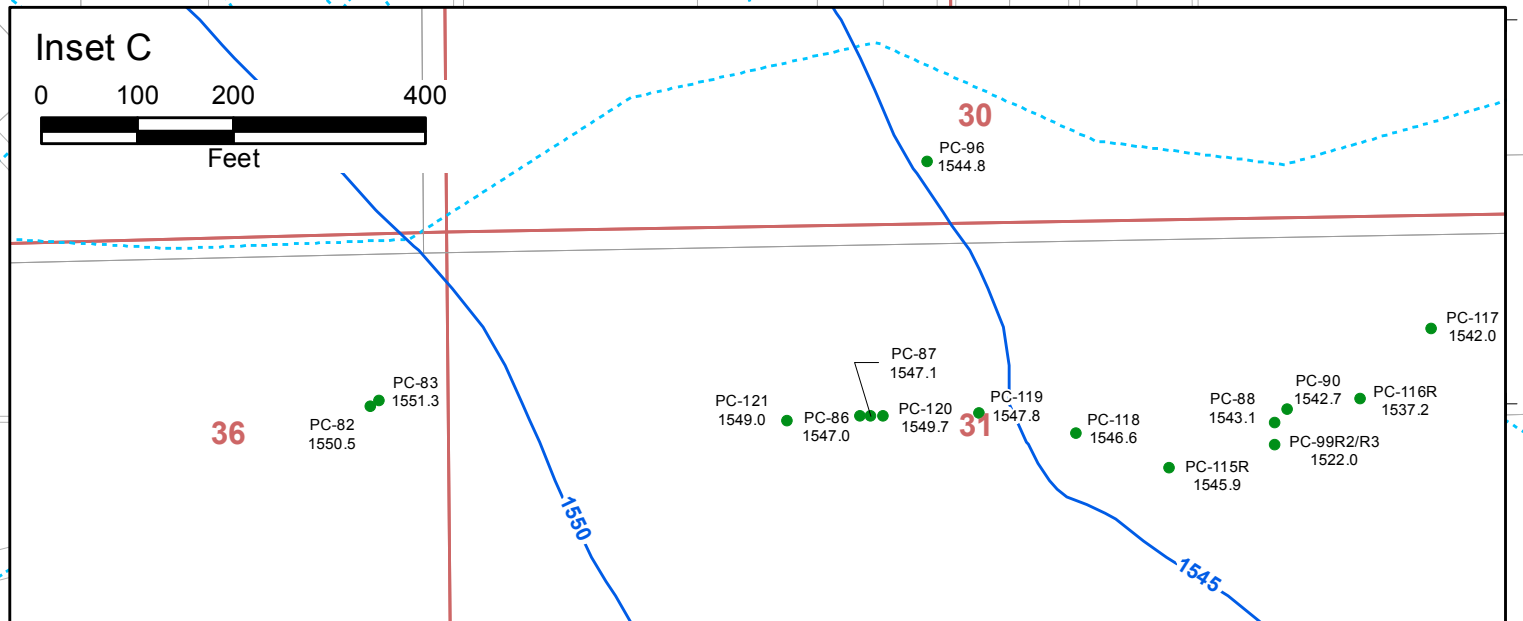 Inset C
0 100 200 400
Feet
30
PC-96
1544.8
PC-117
1542.0
PC-87
1547.1
PC-83
1551.3
PC-82
1550.5
36
PC-121
1549.0
PC-86
1547.0
PC-120
1549.7
PC-119
1547.8
31
PC-118
1546.6
PC-88
1543.1
PC-90
1542.7
PC-116R
1537.2
PC-99R2/R3
1522.0
PC-115R
1545.9
1550
1545